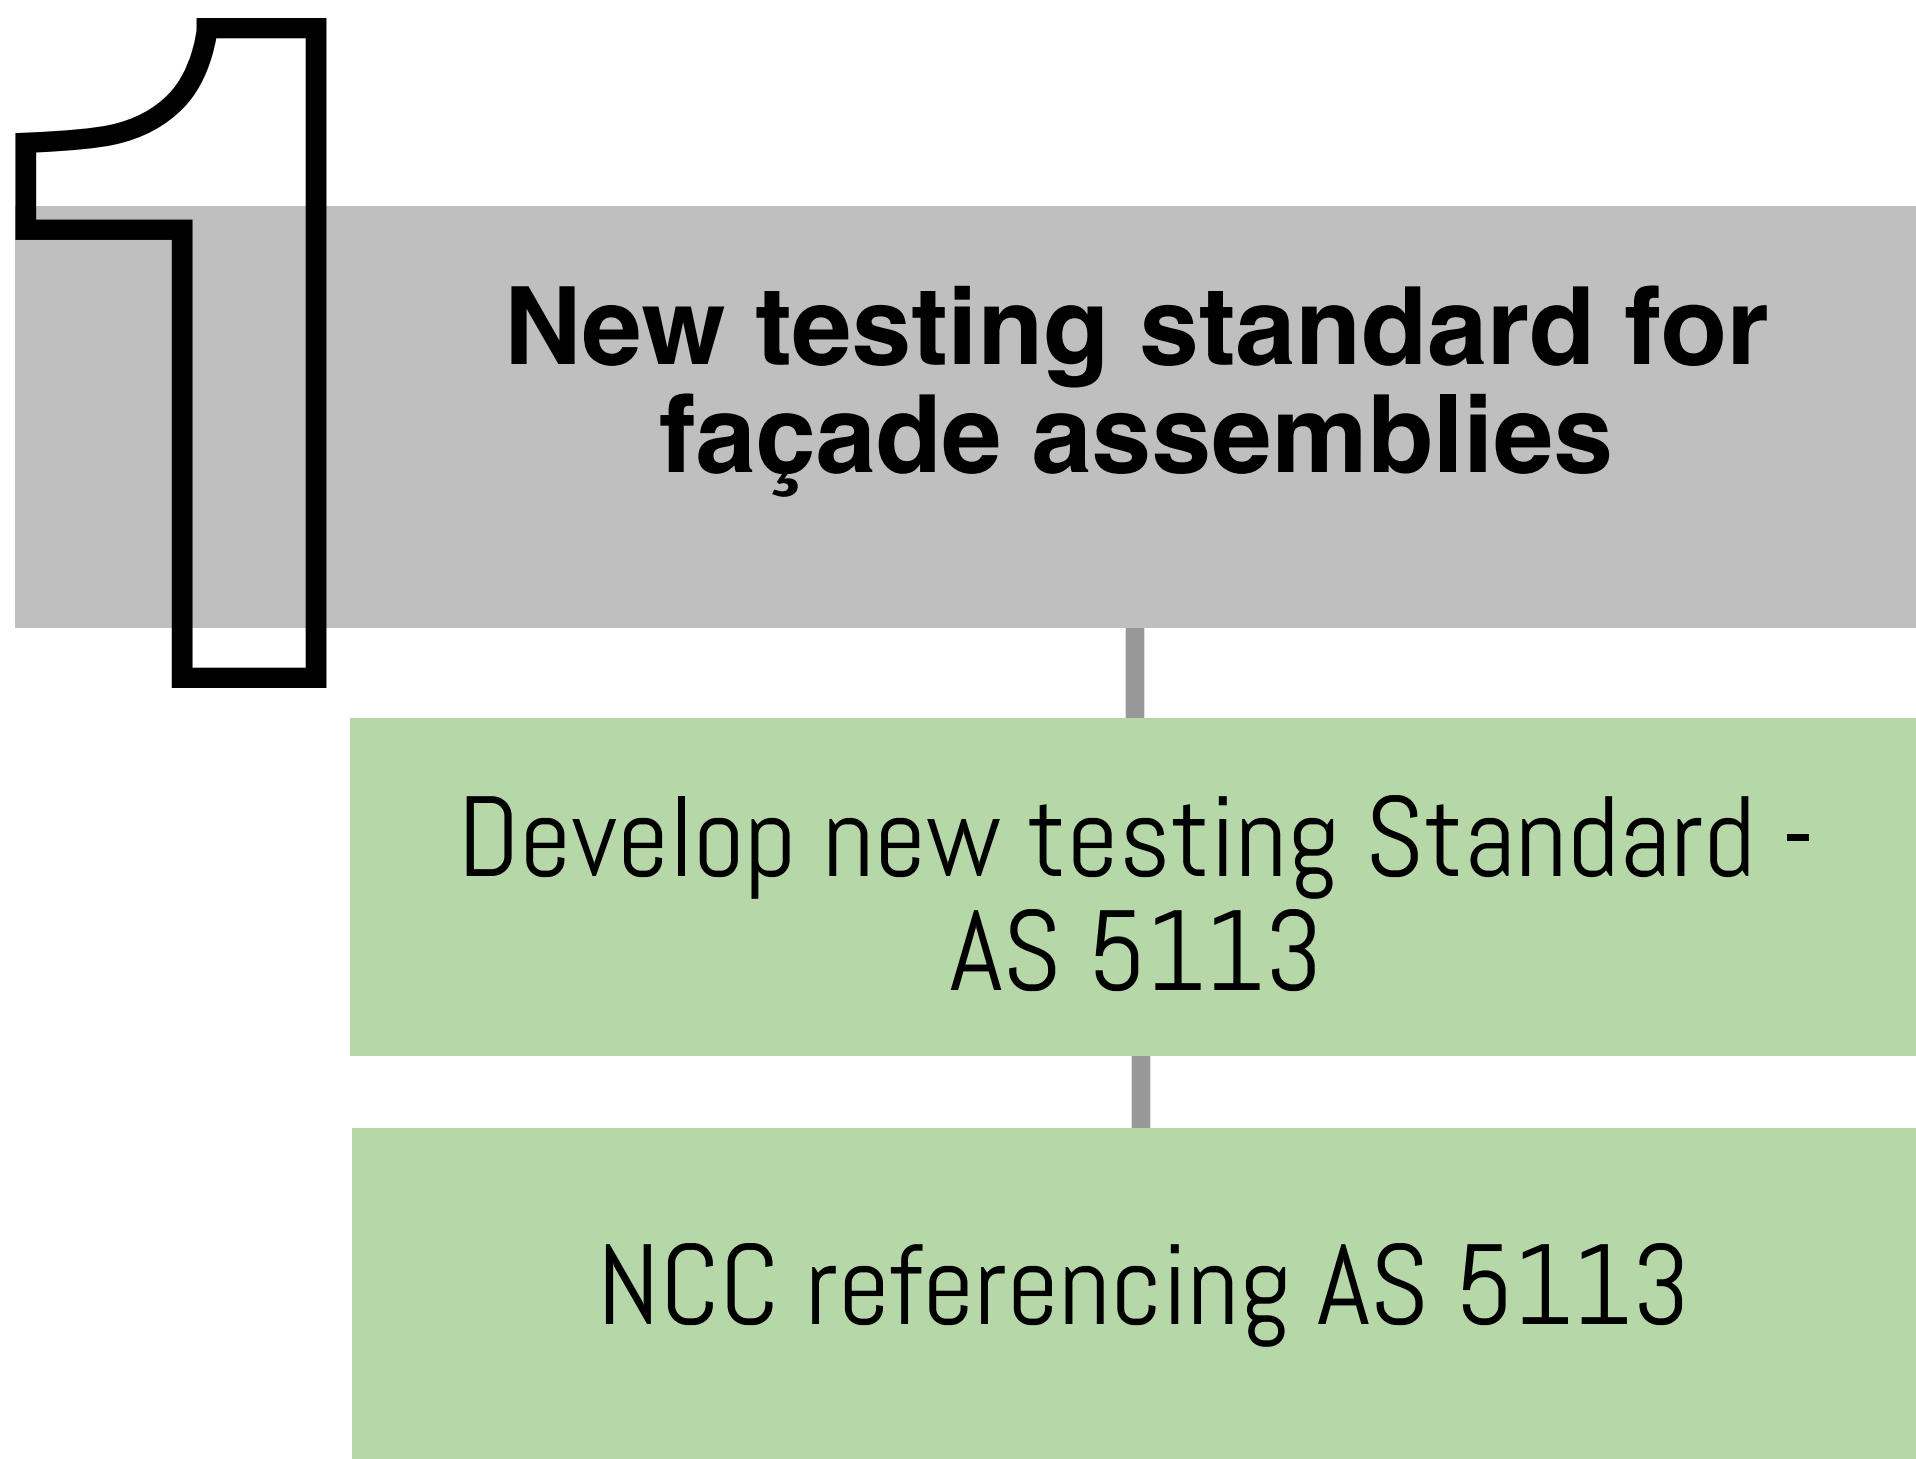 1
New testing standard for
façade assemblies
Develop new testing Standard -
AS 5113
NCC referencing AS 5113